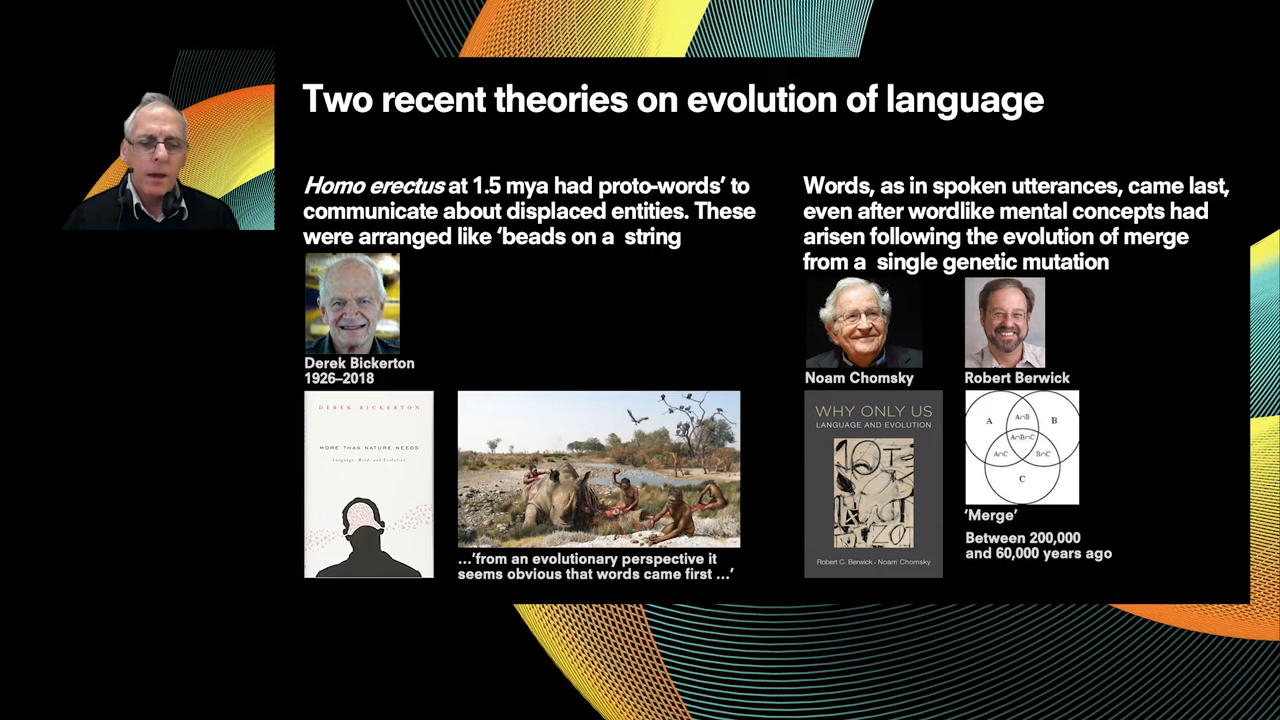 Two recent theories on evolution of language
Homo erectus at 1.5 mya had proto-words’ to
communicate about displaced entities. These
were arranged like ‘beads on a  string
Derek Bickerton
1926–2018
DEREK BICKERTON
MORE THAN NATURE NEEDS
Language, Mind, and Evolution
…’from an evolutionary perspective it
seems obvious that words came first …’
Words, as in spoken utterances, came last,
even after wordlike mental concepts had
arisen following the evolution of merge
from a  single genetic mutation
Noam Chomsky
Robert Berwick
WHY ONLY US
LANGUAGE AND EVOLUTION
Robert C. Berwick · Noam Chomsky
A
A∩B
B
A∩B∩C
A∩C
B∩C
C
‘Merge’
Between 200,000
and 60,000 years ago